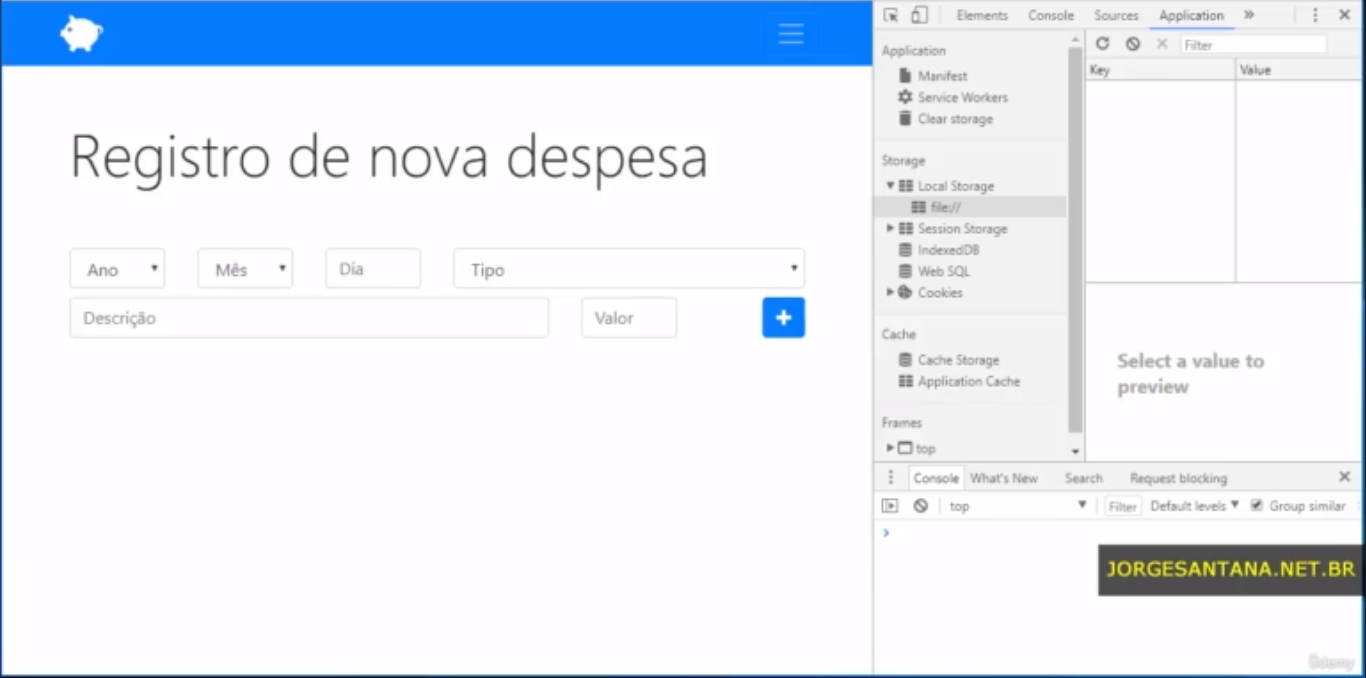 Elements Console Sources Application »
Filter
Key Value
Application
Manifest
Service Workers
Clear storage
Storage
Local Storage
file://
Session Storage
IndexedDB
Web SQL
Cookies
Cache
Cache Storage
Application Cache
Frames
top
Select a value to
preview
Registro de nova despesa
Ano Mês Dia Tipo
Descrição Valor +
Console What's New Search Request blocking
top Filter Default levels Group similar
JORGESANTANA.NET.BR
Udemy